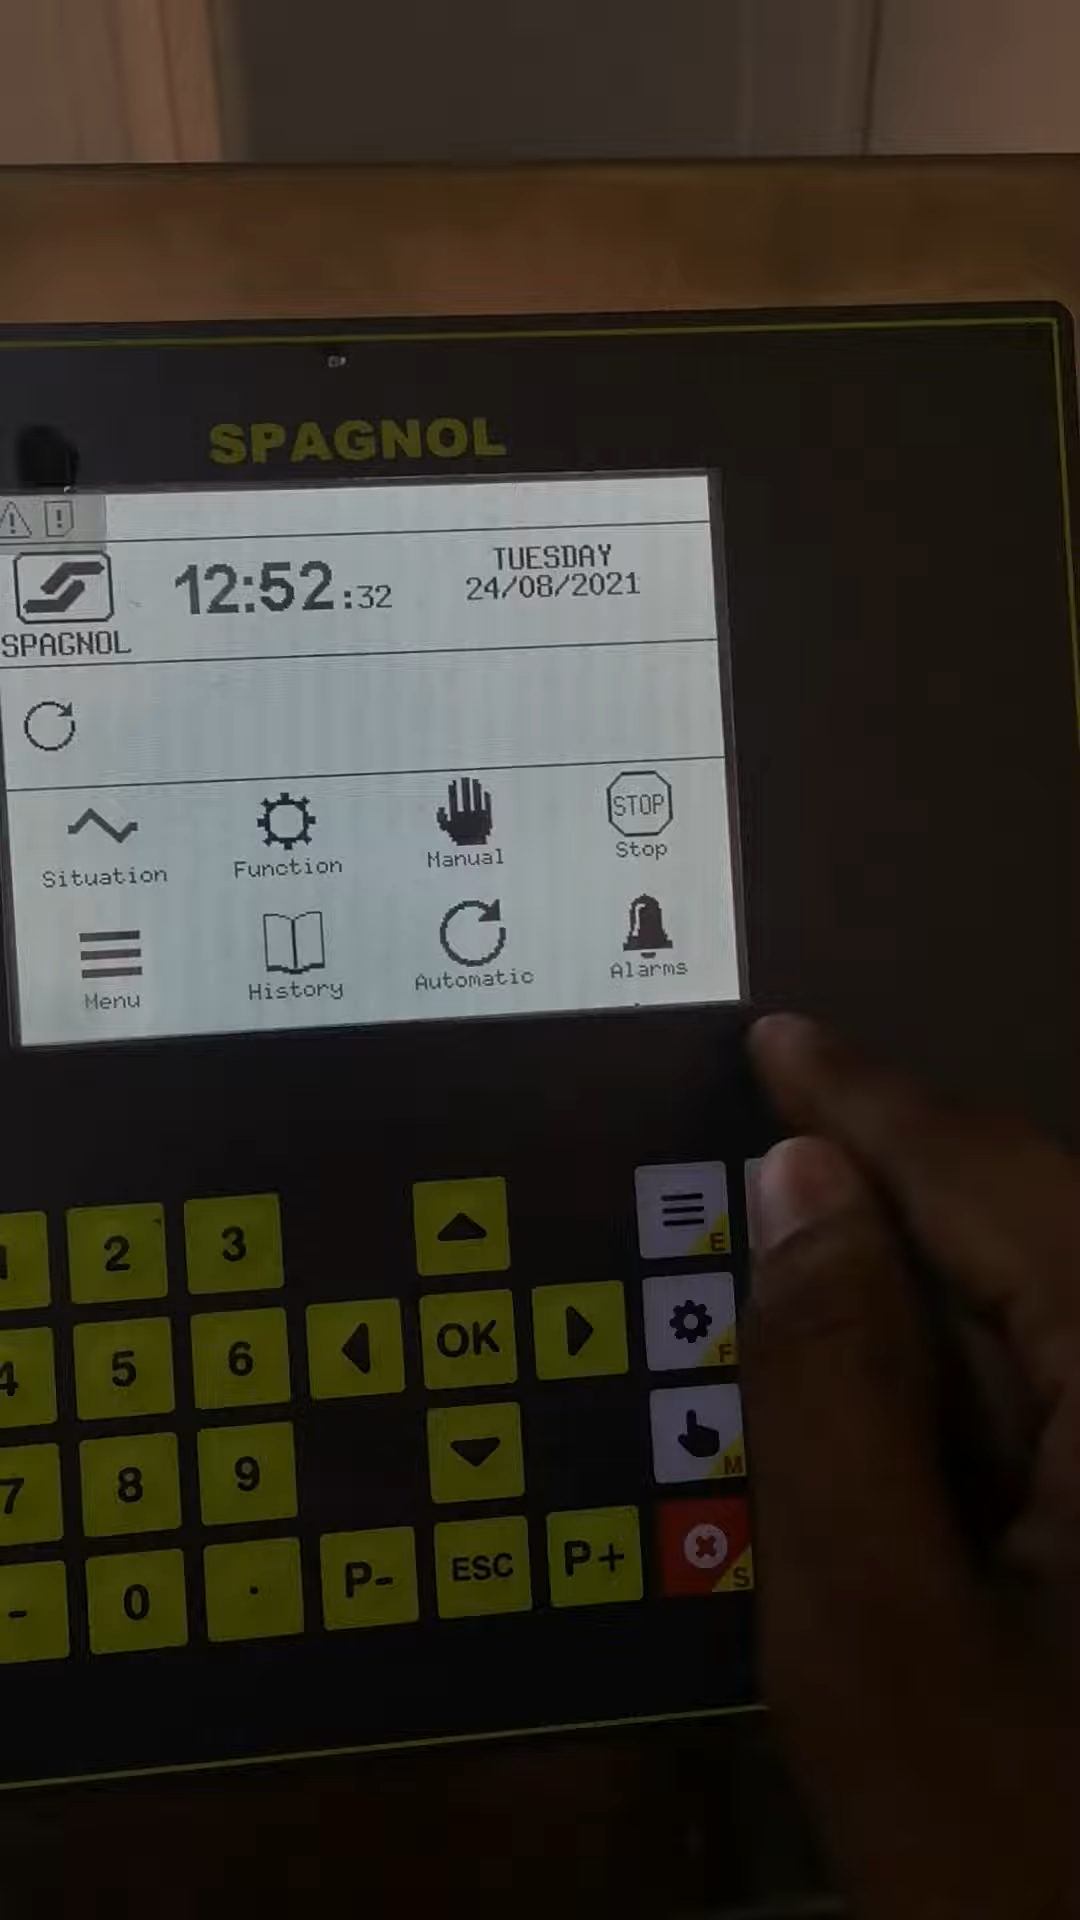 SPAGNOL
12:52:32
TUESDAY
24/08/2021
SPAGNOL
STOP
Situation
Function
Manual
Stop
Menu
History
Automatic
Alarms
1 2 3
E
4 5 6 OK
F
7 8 9
M
- 0 . P- ESC P+
S